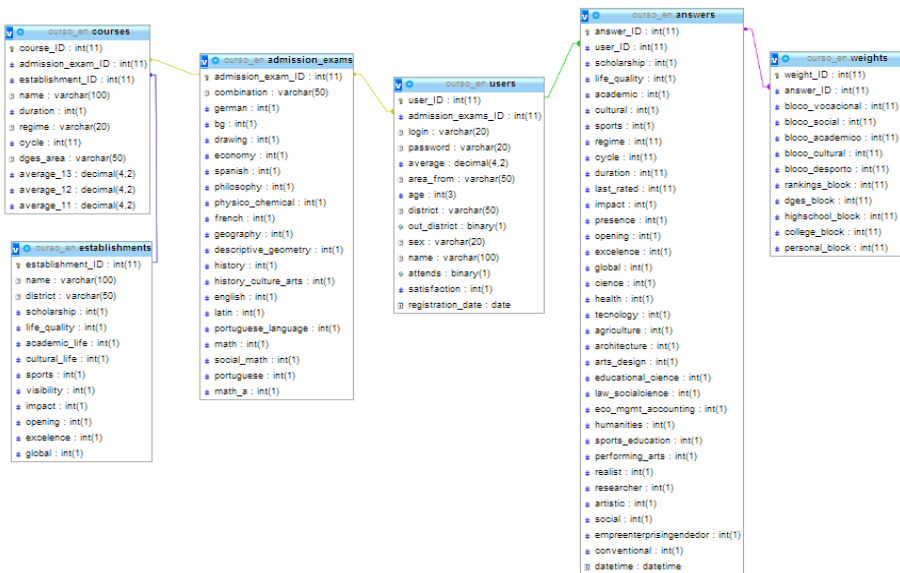 curso_en.courses
course_ID : int(11)
admission_exam_ID : int(11)
establishment_ID : int(11)
name : varchar(100)
duration : int(1)
regime : varchar(20)
cycle : int(11)
dges_area : varchar(50)
average_13 : decimal(4,2)
average_12 : decimal(4,2)
average_11 : decimal(4,2)
curso_en.establishments
establishment_ID : int(11)
name : varchar(100)
district : varchar(50)
scholarship : int(1)
life_quality : int(1)
academic_life : int(1)
cultural_life : int(1)
sports : int(1)
visibility : int(1)
impact : int(1)
opening : int(1)
excelence : int(1)
global : int(1)
curso_en.admission_exams
admission_exam_ID : int(11)
combination : varchar(50)
german : int(1)
bg : int(1)
drawing : int(1)
economy : int(1)
spanish : int(1)
philosophy : int(1)
physico_chemical : int(1)
french : int(1)
geography : int(1)
descriptive_geometry : int(1)
history : int(1)
history_culture_arts : int(1)
english : int(1)
latin : int(1)
portuguese_language : int(1)
math : int(1)
social_math : int(1)
portuguese : int(1)
math_a : int(1)
curso_en.users
user_ID : int(11)
admission_exams_ID : int(11)
login : varchar(20)
password : varchar(20)
average : decimal(4,2)
area_from : varchar(50)
age : int(3)
district : varchar(50)
out_district : binary(1)
sex : varchar(20)
name : varchar(100)
attends : binary(1)
satisfaction : int(1)
registration_date : date
curso_en.answers
answer_ID : int(11)
user_ID : int(11)
scholarship : int(1)
life_quality : int(1)
academic : int(1)
cultural : int(1)
sports : int(1)
regime : int(11)
cycle : int(11)
duration : int(11)
last_rated : int(11)
impact : int(1)
presence : int(1)
opening : int(1)
excelence : int(1)
global : int(1)
cience : int(1)
health : int(1)
tecnology : int(1)
agriculture : int(1)
architecture : int(1)
arts_design : int(1)
educational_cience : int(1)
law_socialcience : int(1)
eco_mgmt_accounting : int(1)
humanities : int(1)
sports_education : int(1)
performing_arts : int(1)
realist : int(1)
researcher : int(1)
artistic : int(1)
social : int(1)
empreenterprisingendedor : int(1)
conventional : int(1)
datetime : datetime
curso_en.weights
weight_ID : int(11)
answer_ID : int(11)
bloco_vocacional : int(11)
bloco_social : int(11)
bloco_academico : int(11)
bloco_cultural : int(11)
bloco_desporto : int(11)
rankings_block : int(11)
dges_block : int(11)
highschool_block : int(11)
college_block : int(11)
personal_block : int(11)